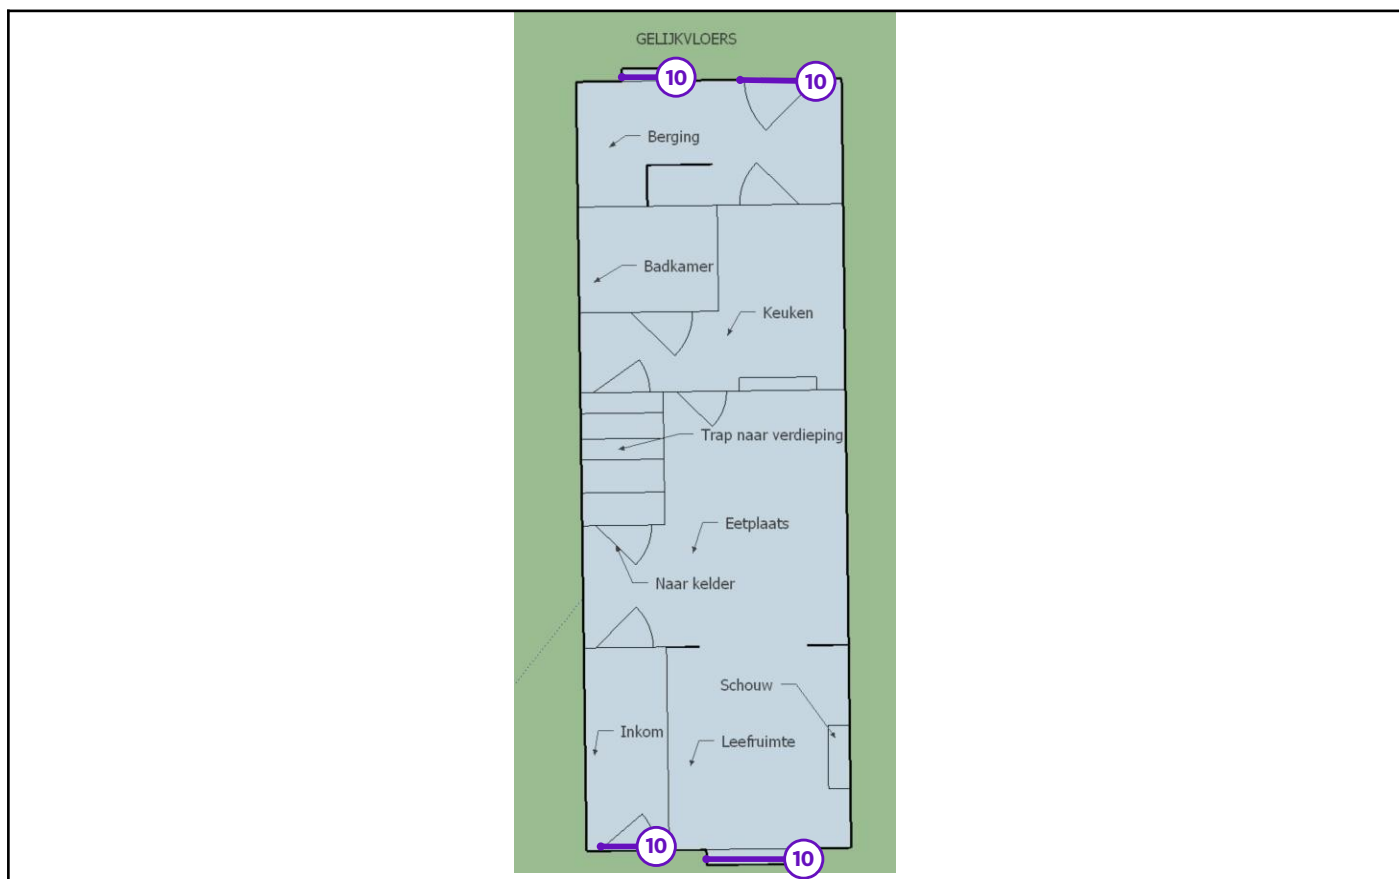 GELIJKVLOERS
10
10
Berging
Badkamer
Keuken
Trap naar verdieping
Eetplaats
Naar kelder
Schouw
Inkom
Leefruimte
10
10